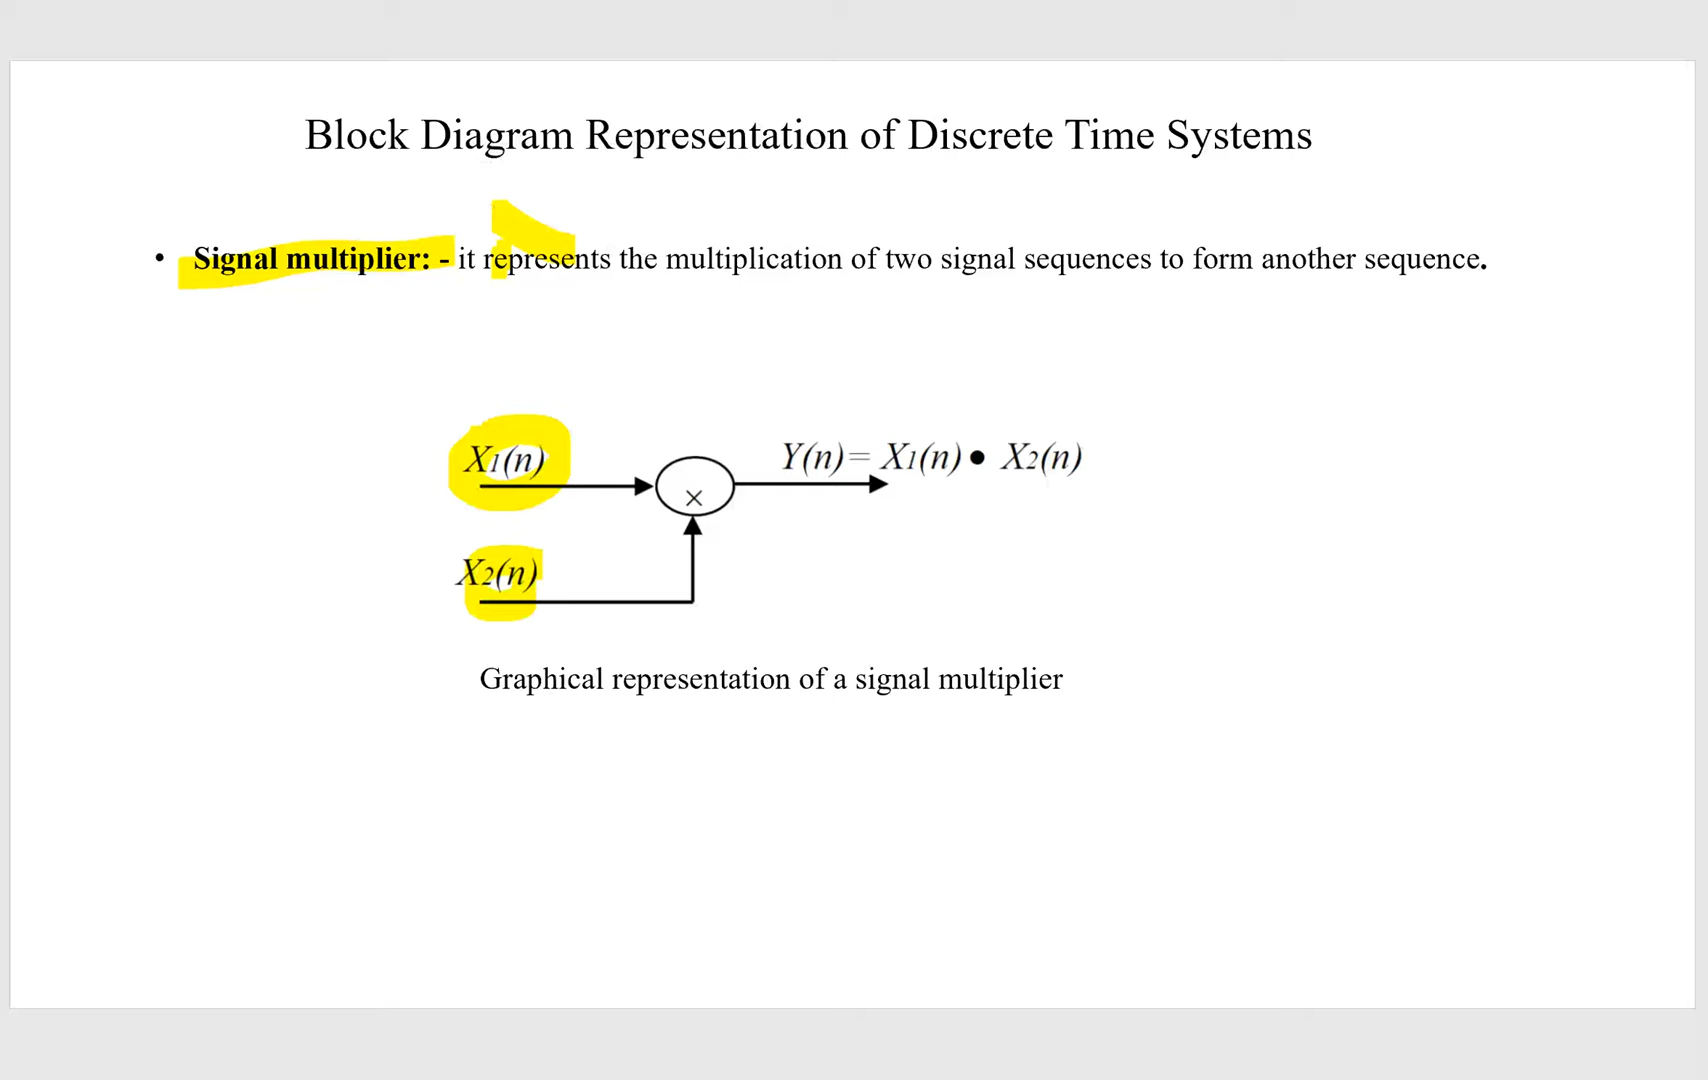 Block Diagram Representation of Discrete Time Systems
• Signal multiplier: - it represents the multiplication of two signal sequences to form another sequence.
X1(n)
Y(n)= X1(n) • X2(n)
×
X2(n)
Graphical representation of a signal multiplier